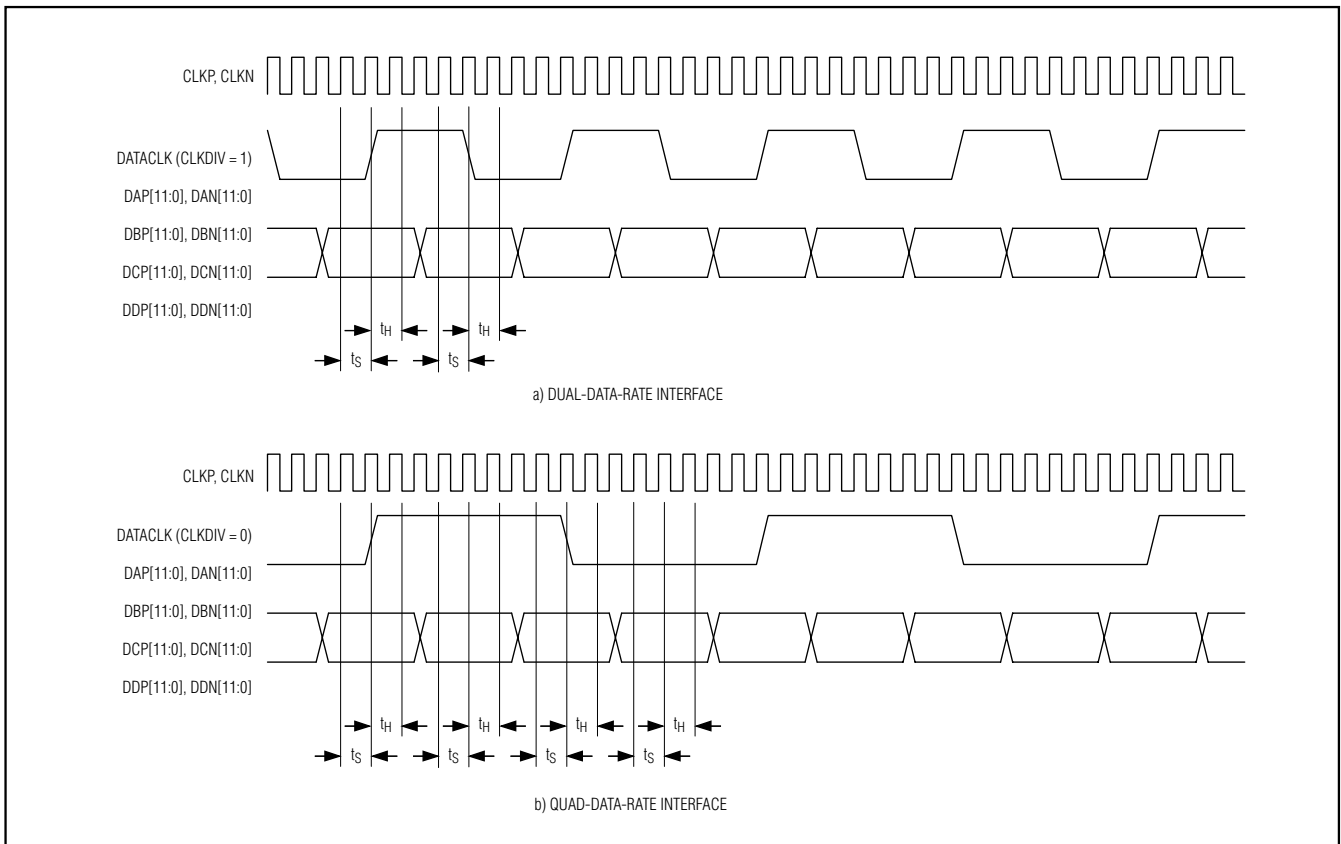 CLKP, CLKN
DATACLK (CLKDIV = 1)
DAP[11:0], DAN[11:0]
DBP[11:0], DBN[11:0]
DCP[11:0], DCN[11:0]
DDP[11:0], DDN[11:0]
tH tH
tS tS
a) DUAL-DATA-RATE INTERFACE
CLKP, CLKN
DATACLK (CLKDIV = 0)
DAP[11:0], DAN[11:0]
DBP[11:0], DBN[11:0]
DCP[11:0], DCN[11:0]
DDP[11:0], DDN[11:0]
tH tH tH tH
tS tS tS tS
b) QUAD-DATA-RATE INTERFACE